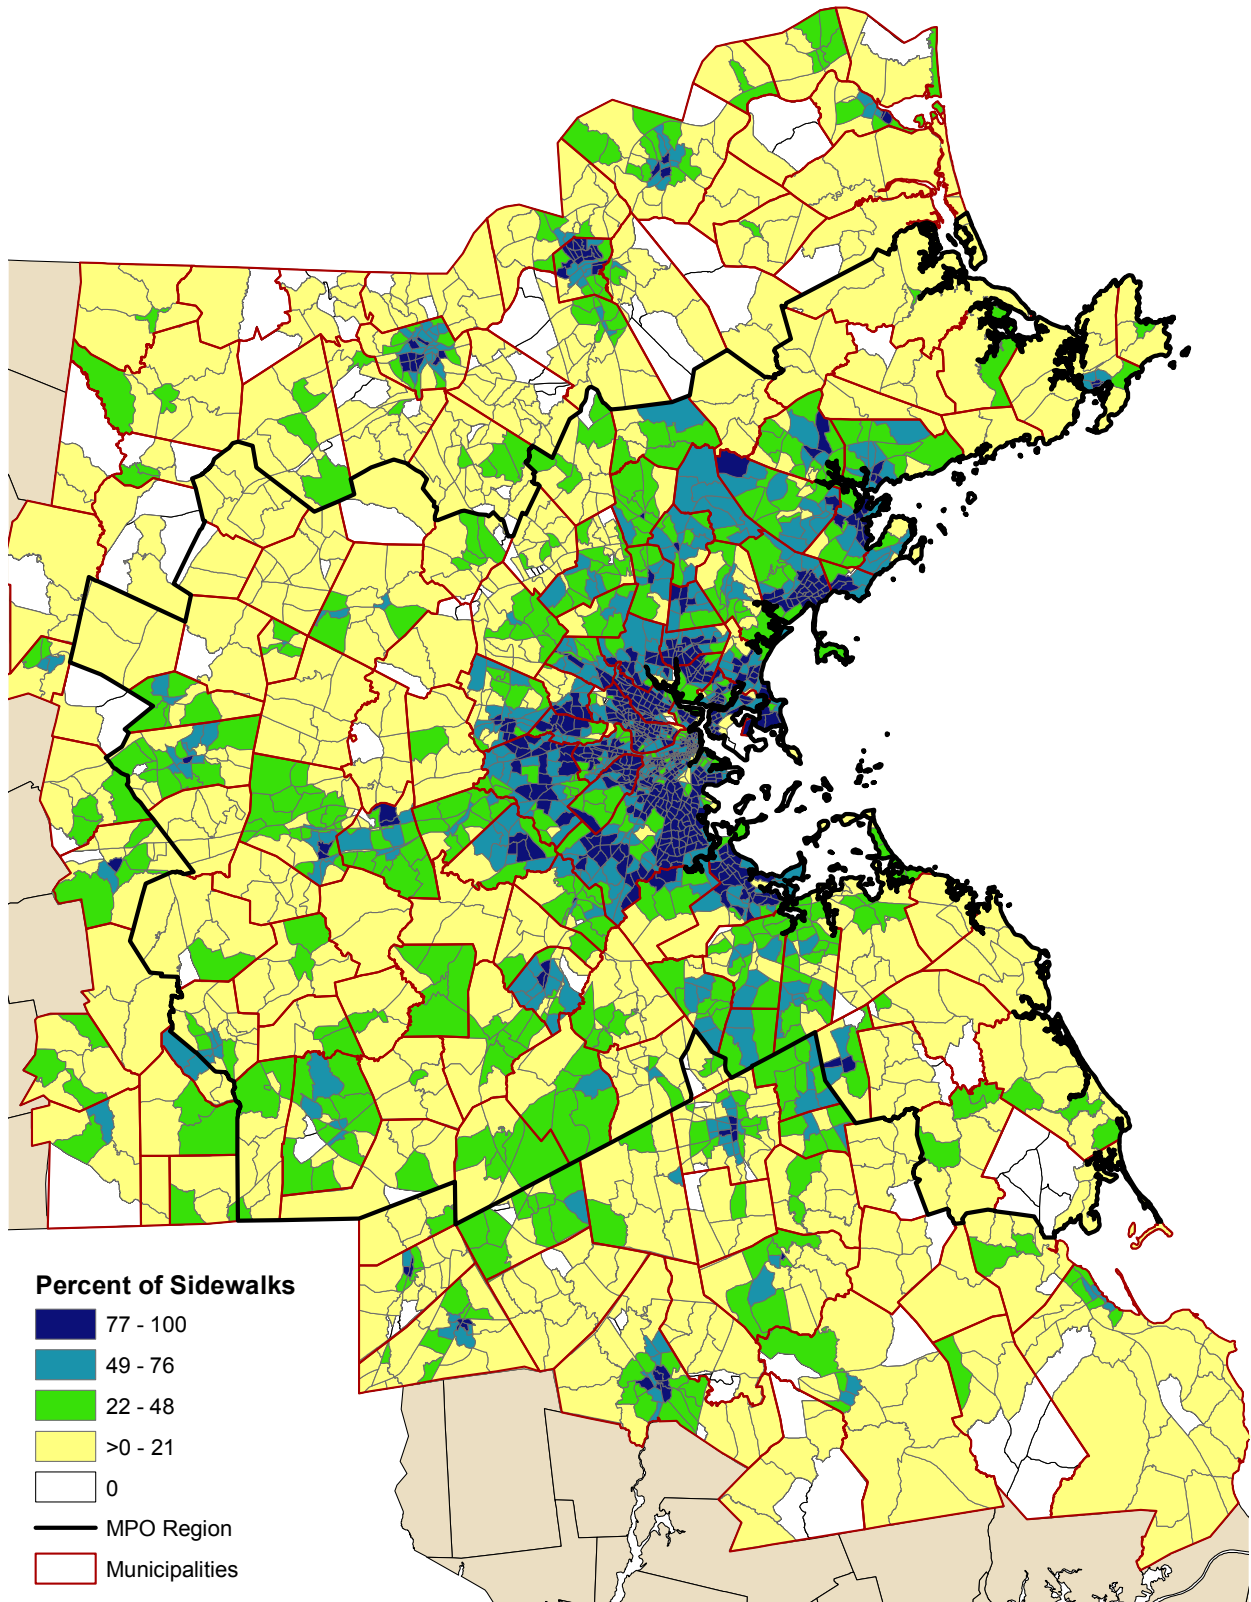 Percent of Sidewalks
77 - 100
49 - 76
22 - 48
>0 - 21
0
MPO Region
Municipalities